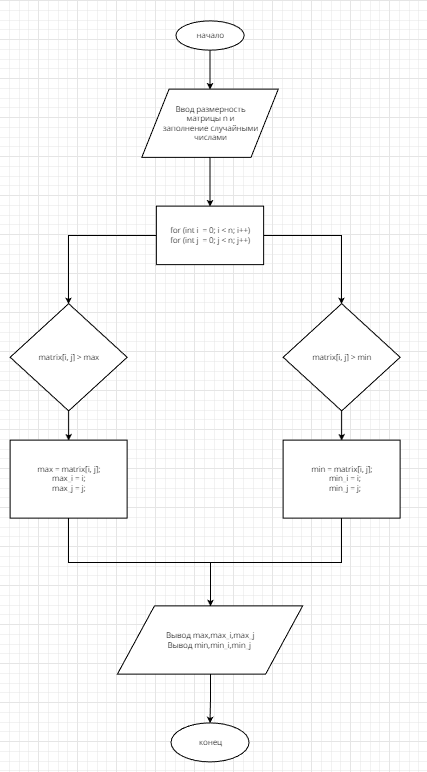 начало
Ввод размерность
матрицы n и
заполнение случайными
числами
for (int i = 0; i < n; i++)
for (int j = 0; j < n; j++)
matrix[i, j] > max
matrix[i, j] > min
max = matrix[i, j];
max_i = i;
max_j = j;
min = matrix[i, j];
min_i = i;
min_j = j;
Вывод max,max_i,max_j
Вывод min,min_i,min_j
конец